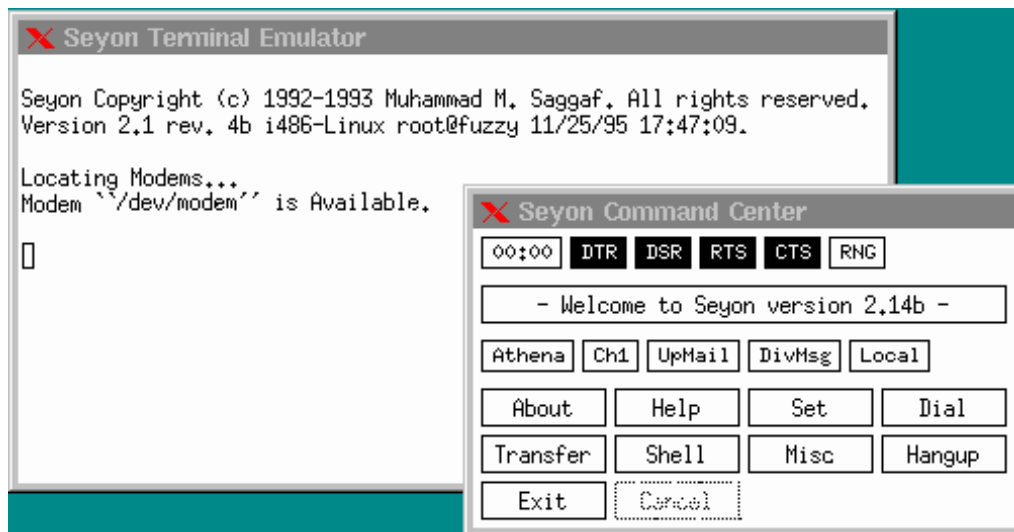 Seyon Terminal Emulator
Seyon Copyright (c) 1992-1993 Muhammad M. Saggaf. All rights reserved.
Version 2.1 rev. 4b i486-Linux root@fuzzy 11/25/95 17:47:09.
Locating Modems...
Modem ``/dev/modem'' is Available.
Seyon Command Center
00:00 DTR DSR RTS CTS RNG
- Welcome to Seyon version 2.14b -
Athena Ch1 UpMail DivMsg Local
About Help Set Dial
Transfer Shell Misc Hangup
Exit Cancel